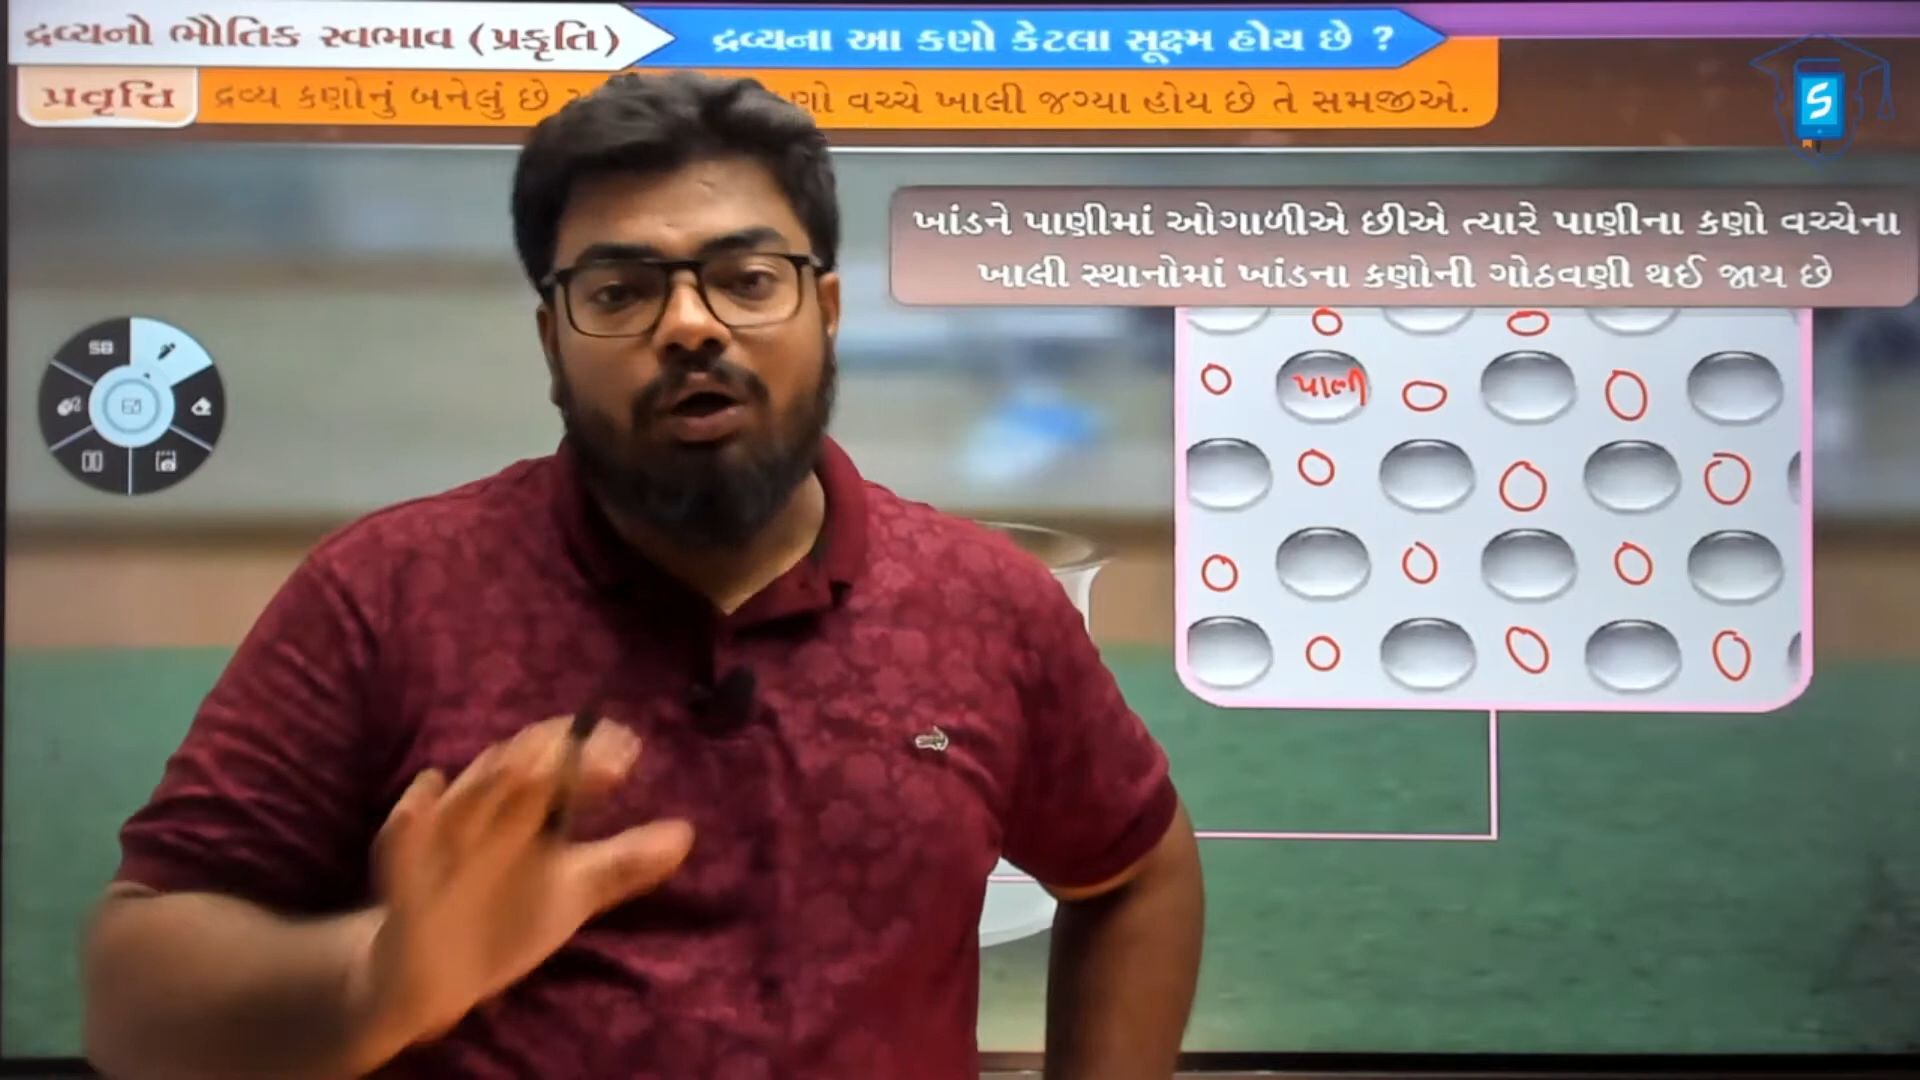 દ્રવ્યનો ભૌતિક સ્વભાવ (પ્રકૃતિ)
દ્રવ્યના આ કણો કેટલા સૂક્ષ્મ હોય છે ?
પ્રવૃત્તિ
દ્રવ્ય કણોનું બનેલું છે વચ્ચે ખાલી જગ્યા હોય છે તે સમજીએ.
S
ખાંડને પાણીમાં ઓગાળીએ છીએ ત્યારે પાણીના કણો વચ્ચેના
ખાલી સ્થાનોમાં ખાંડના કણોની ગોઠવણી થઈ જાય છે
SB
પાણી